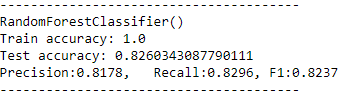 ---------------------------------------
RandomForestClassifier()
Train accuracy: 1.0
Test accuracy: 0.8260343087790111
Precision:0.8178,   Recall:0.8296, F1:0.8237
---------------------------------------